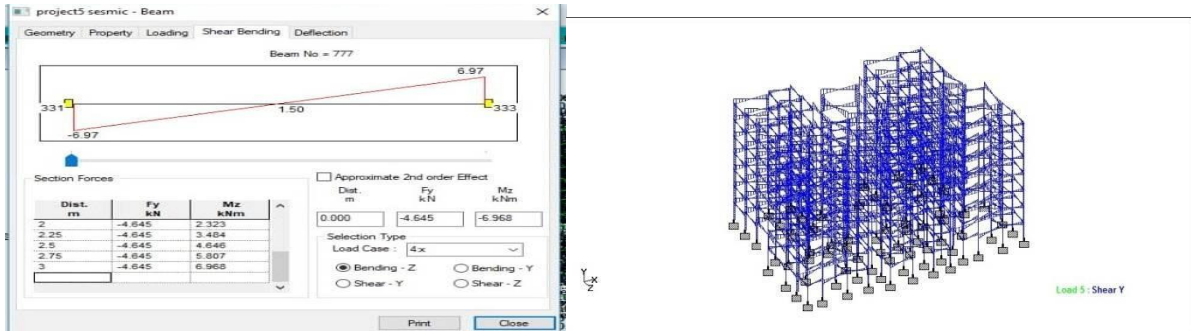 project5 sesmic - Beam
Geometry Property Loading Shear Bending Deflection
Beam No = 777
6.97
331
1.50
333
-6.97
Section Forces
Approximate 2nd order Effect
Dist. m Fy kN Mz kNm
2 -4.645 2.323
2.25 -4.645 3.484
2.5 -4.645 4.646
2.75 -4.645 5.807
3 -4.645 6.968
Dist. m Fy kN Mz kNm
0.000 -4.645 -6.968
Selection Type
Load Case : 4:x
Bending - Z Bending - Y
Shear - Y Shear - Z
Print Close
Y
X
Z
Load 5 : Shear Y